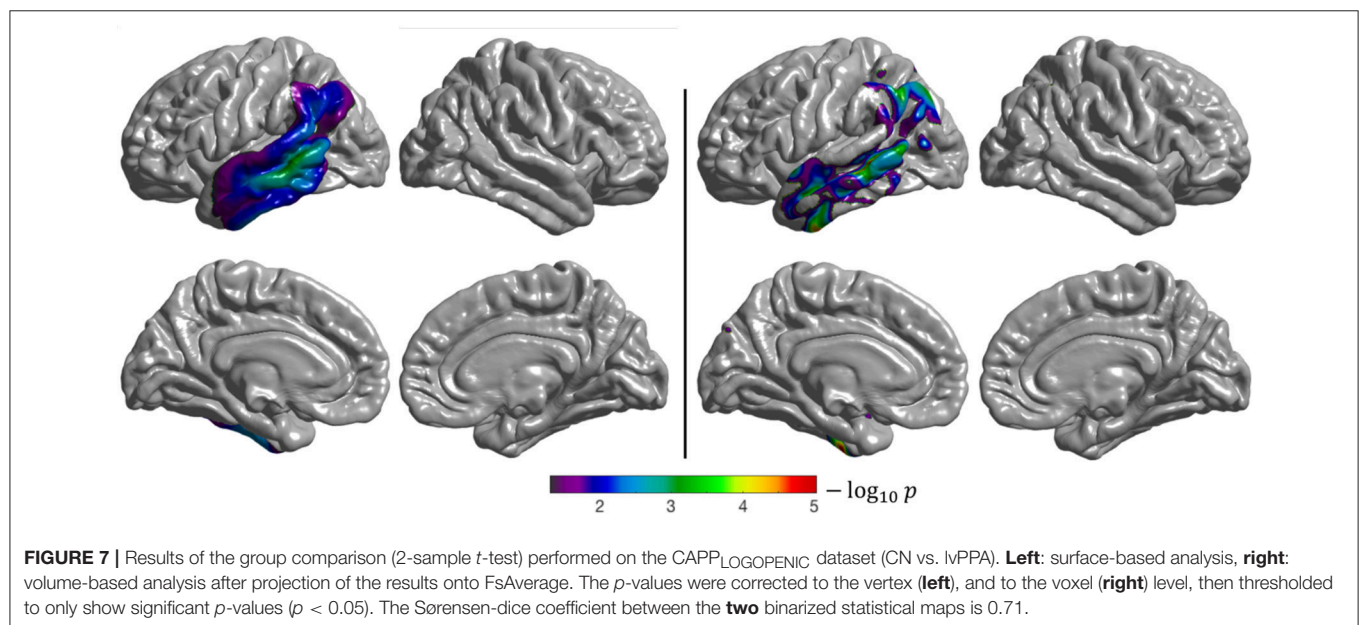 2 3 4 5 − log₁₀ p
FIGURE 7 | Results of the group comparison (2-sample t-test) performed on the CAPPLOGOPENIC dataset (CN vs. lvPPA). Left: surface-based analysis, right:
volume-based analysis after projection of the results onto FsAverage. The p-values were corrected to the vertex (left), and to the voxel (right) level, then thresholded
to only show significant p-values (p < 0.05). The Sørensen-dice coefficient between the two binarized statistical maps is 0.71.